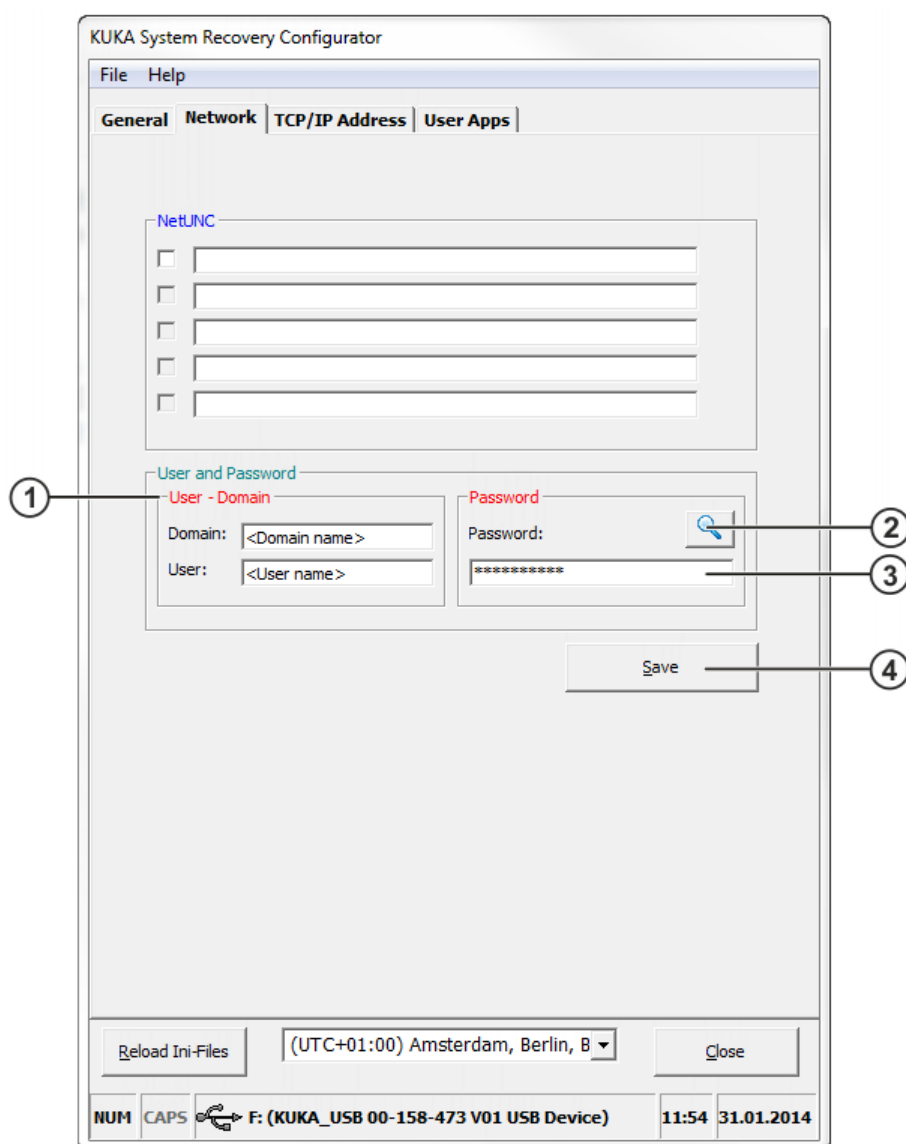 KUKA System Recovery Configurator
File Help
General Network TCP/IP Address User Apps
NetUNC
User and Password
1
User - Domain
Password
Domain:
<Domain name>
Password:
2
User:
<User name>
**********
3
Save
4
Reload Ini-Files
(UTC+01:00) Amsterdam, Berlin, B
Close
NUM CAPS F: (KUKA_USB 00-158-473 V01 USB Device) 11:54 31.01.2014